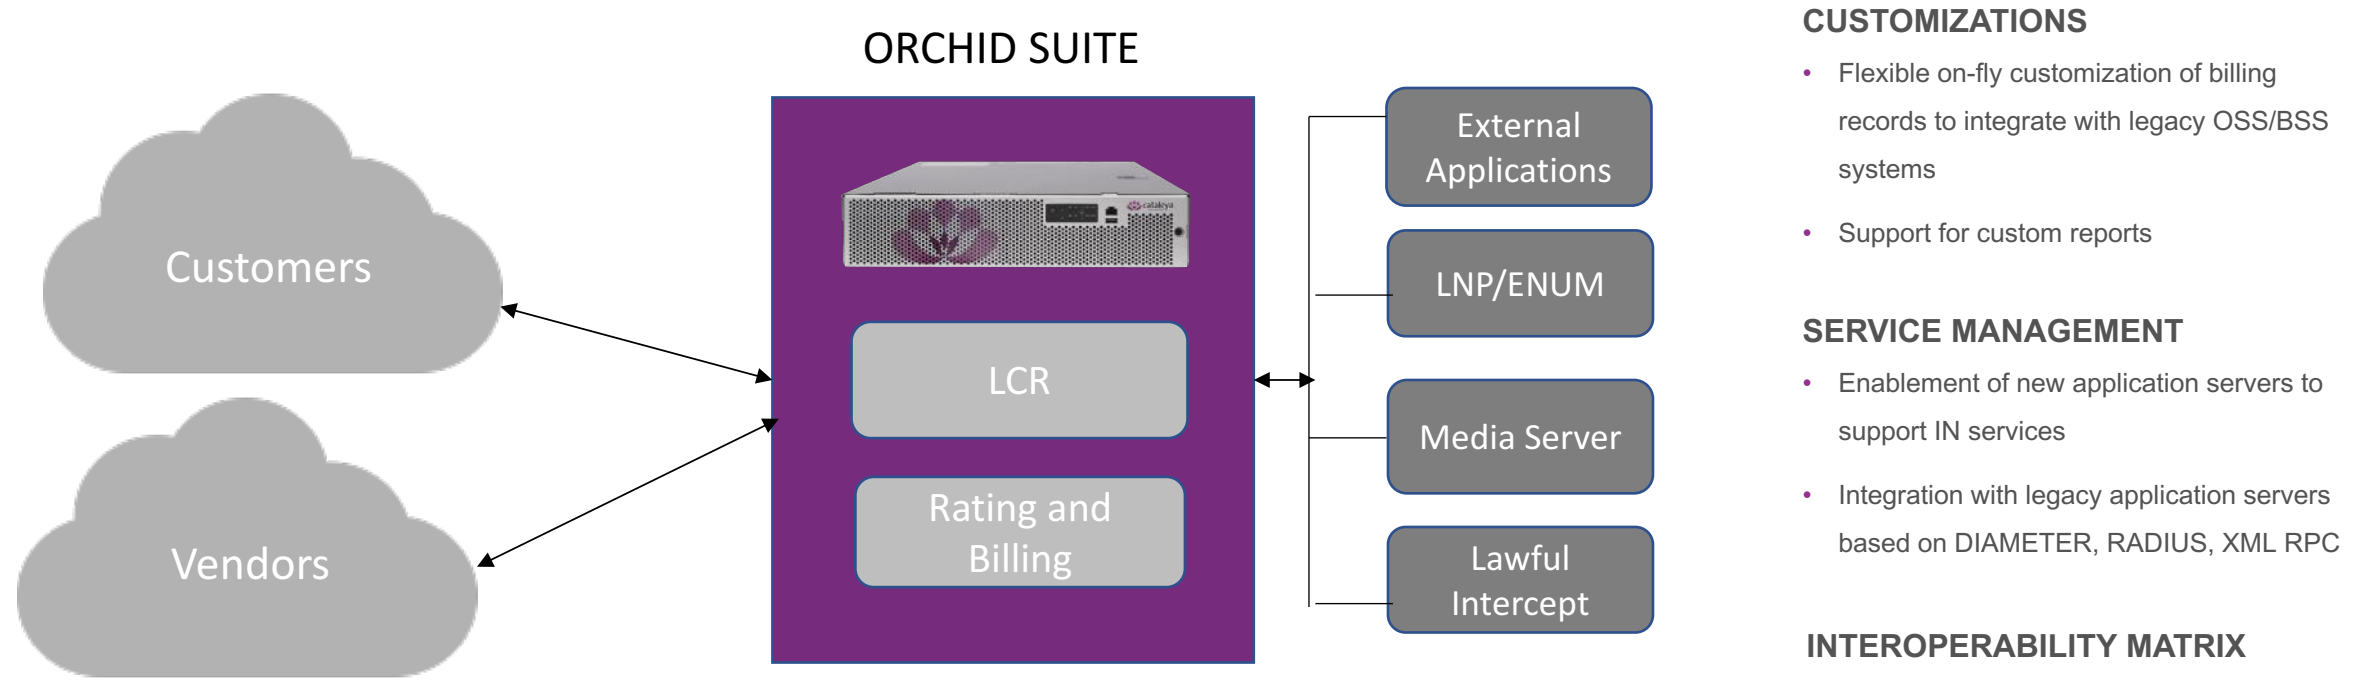 ORCHID SUITE
Customers
Vendors
cataleya
LCR
Rating and
Billing
External
Applications
LNP/ENUM
Media Server
Lawful
Intercept
CUSTOMIZATIONS
• Flexible on-fly customization of billing
records to integrate with legacy OSS/BSS
systems
• Support for custom reports
SERVICE MANAGEMENT
• Enablement of new application servers to
support IN services
• Integration with legacy application servers
based on DIAMETER, RADIUS, XML RPC
INTEROPERABILITY MATRIX